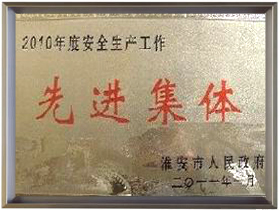 2010年度安全生产工作
先进集体
淮安市人民政府
二〇一一年 月